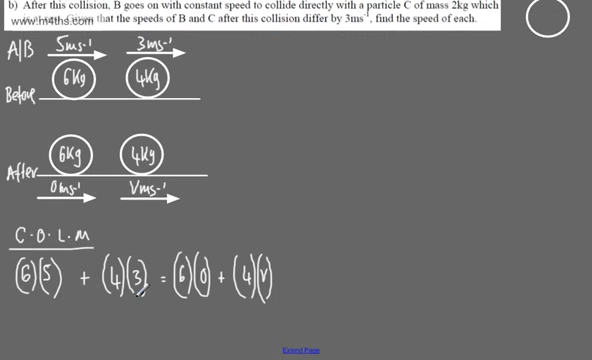 b) After this collision, B goes on with constant speed to collide directly with a particle C of mass 2kg which
www.m4ths.com that the speeds of B and C after this collision differ by 3ms⁻¹, find the speed of each.
A/B 5ms⁻¹ 3ms⁻¹
6Kg 4Kg
Before
6Kg 4Kg
After
0ms⁻¹ Vms⁻¹
C.O.L.M
(6)(5) + (4)(3) = (6)(0) + (4)(V)
Extend Page